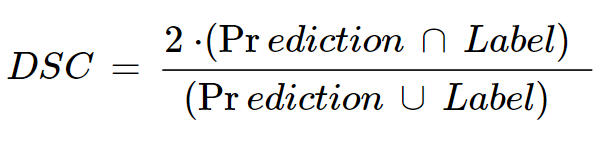 DSC = 2 ·(Prediction ∩ Label) / (Prediction ∪ Label)